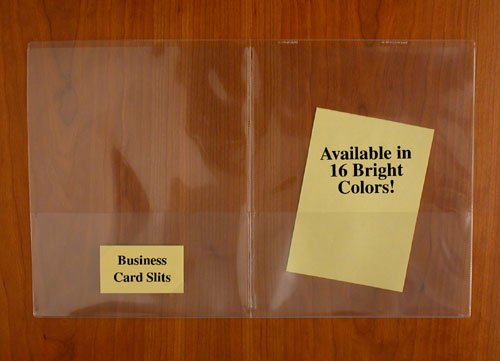 Business
Card Slits
Available in
16 Bright
Colors!